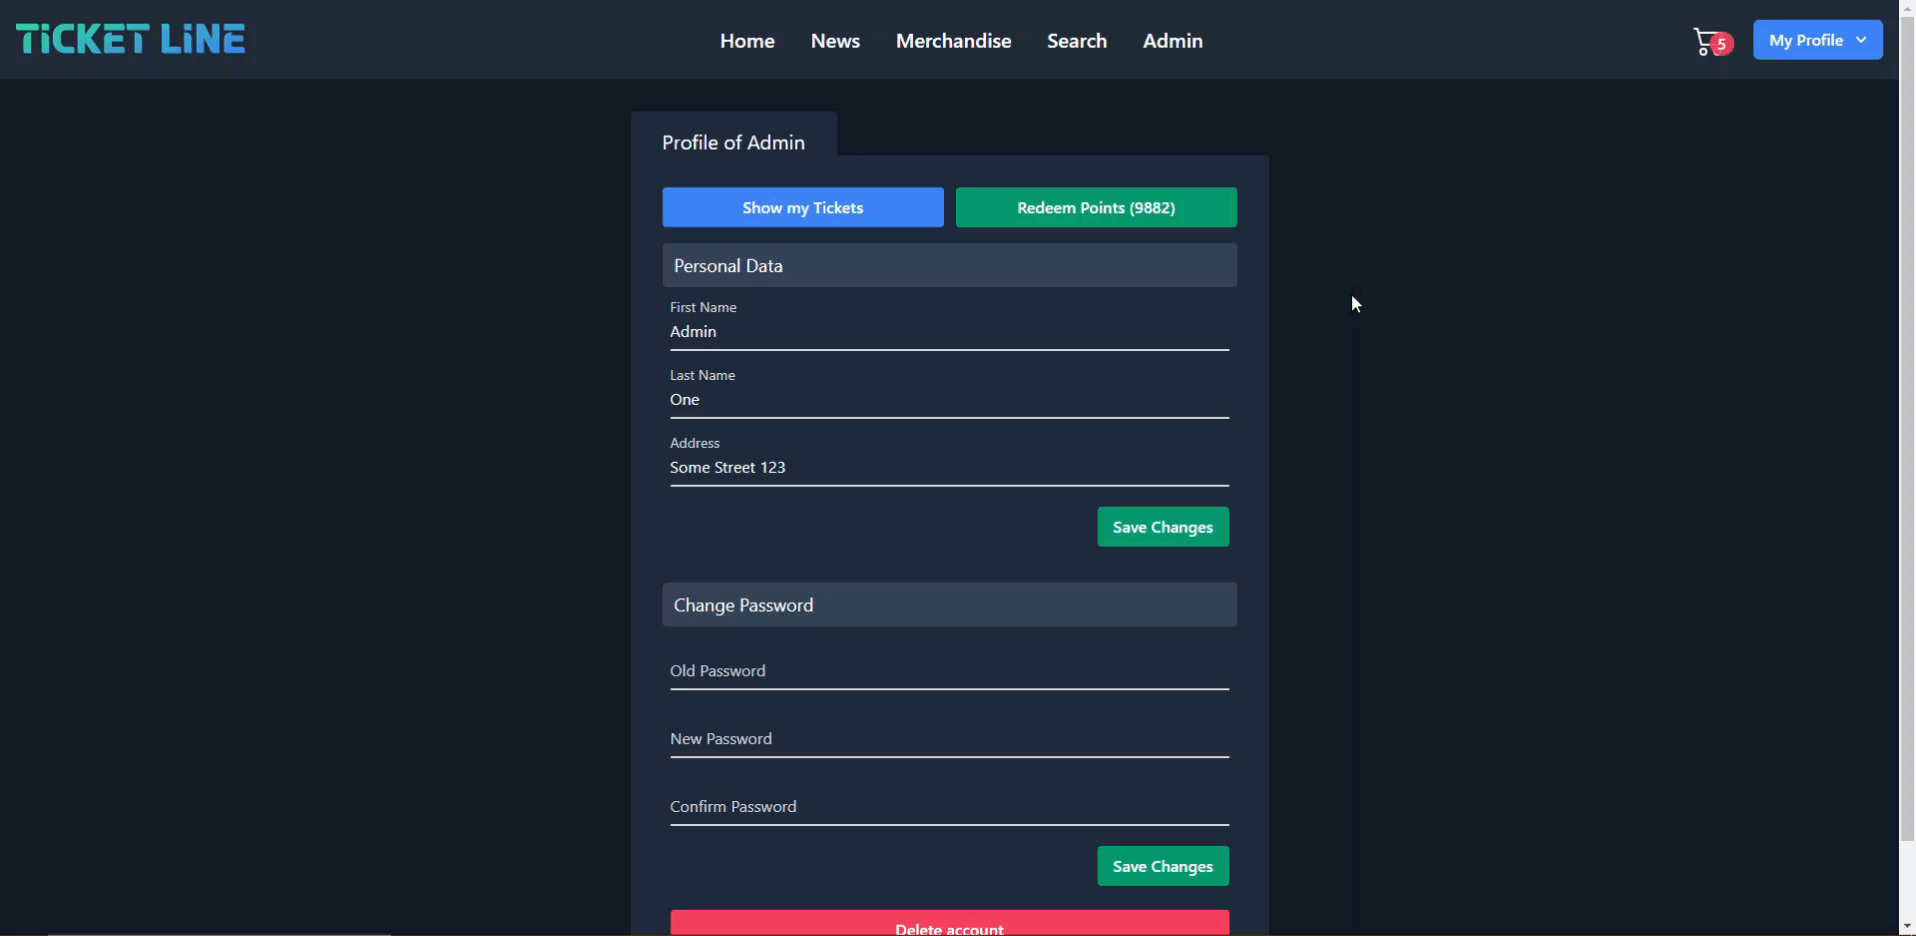 TiCKET LiNE
Home News Merchandise Search Admin
5
My Profile
Profile of Admin
Show my Tickets
Redeem Points (9882)
Personal Data
First Name
Admin
Last Name
One
Address
Some Street 123
Save Changes
Change Password
Old Password
New Password
Confirm Password
Save Changes
Delete account